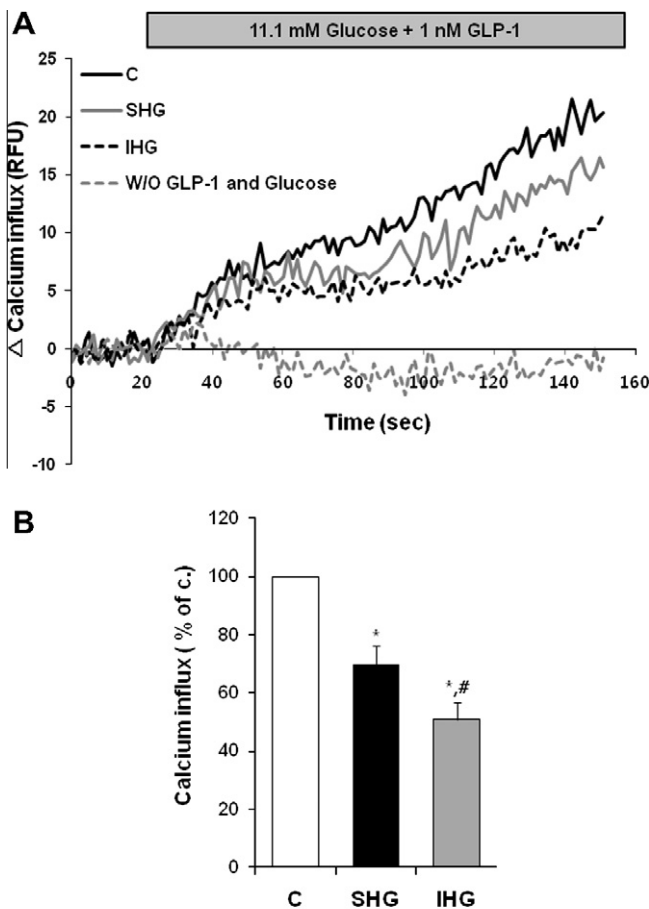 A
11.1 mM Glucose + 1 nM GLP-1
25
20
15
10
5
0
-5
-10
△ Calcium influx (RFU)
C
SHG
IHG
W/O GLP-1 and Glucose
0 20 40 60 80 100 120 140 160
Time (sec)
B
120
100
80
60
40
20
0
Calcium influx ( % of c.)
*
*,#
C SHG IHG